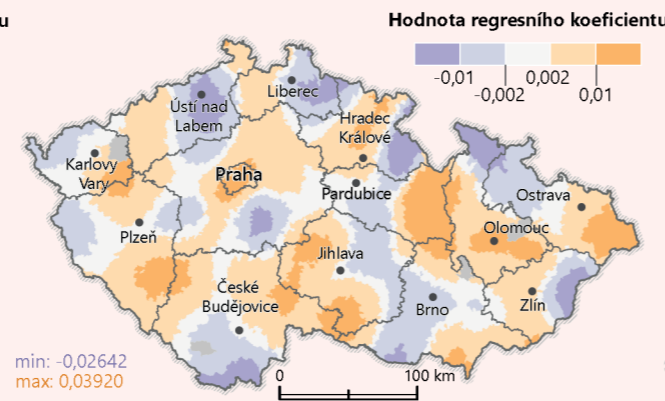 u
Hodnota regresního koeficientu
-0,01
0,002
-0,002
0,01
Liberec
Ústí nad
Labem
Hradec
Králové
Karlovy
Vary
Praha
Pardubice
Ostrava
Plzeň
Olomouc
Jihlava
České
Budějovice
Brno
Zlín
min: -0,02642
max: 0,03920
0
100 km